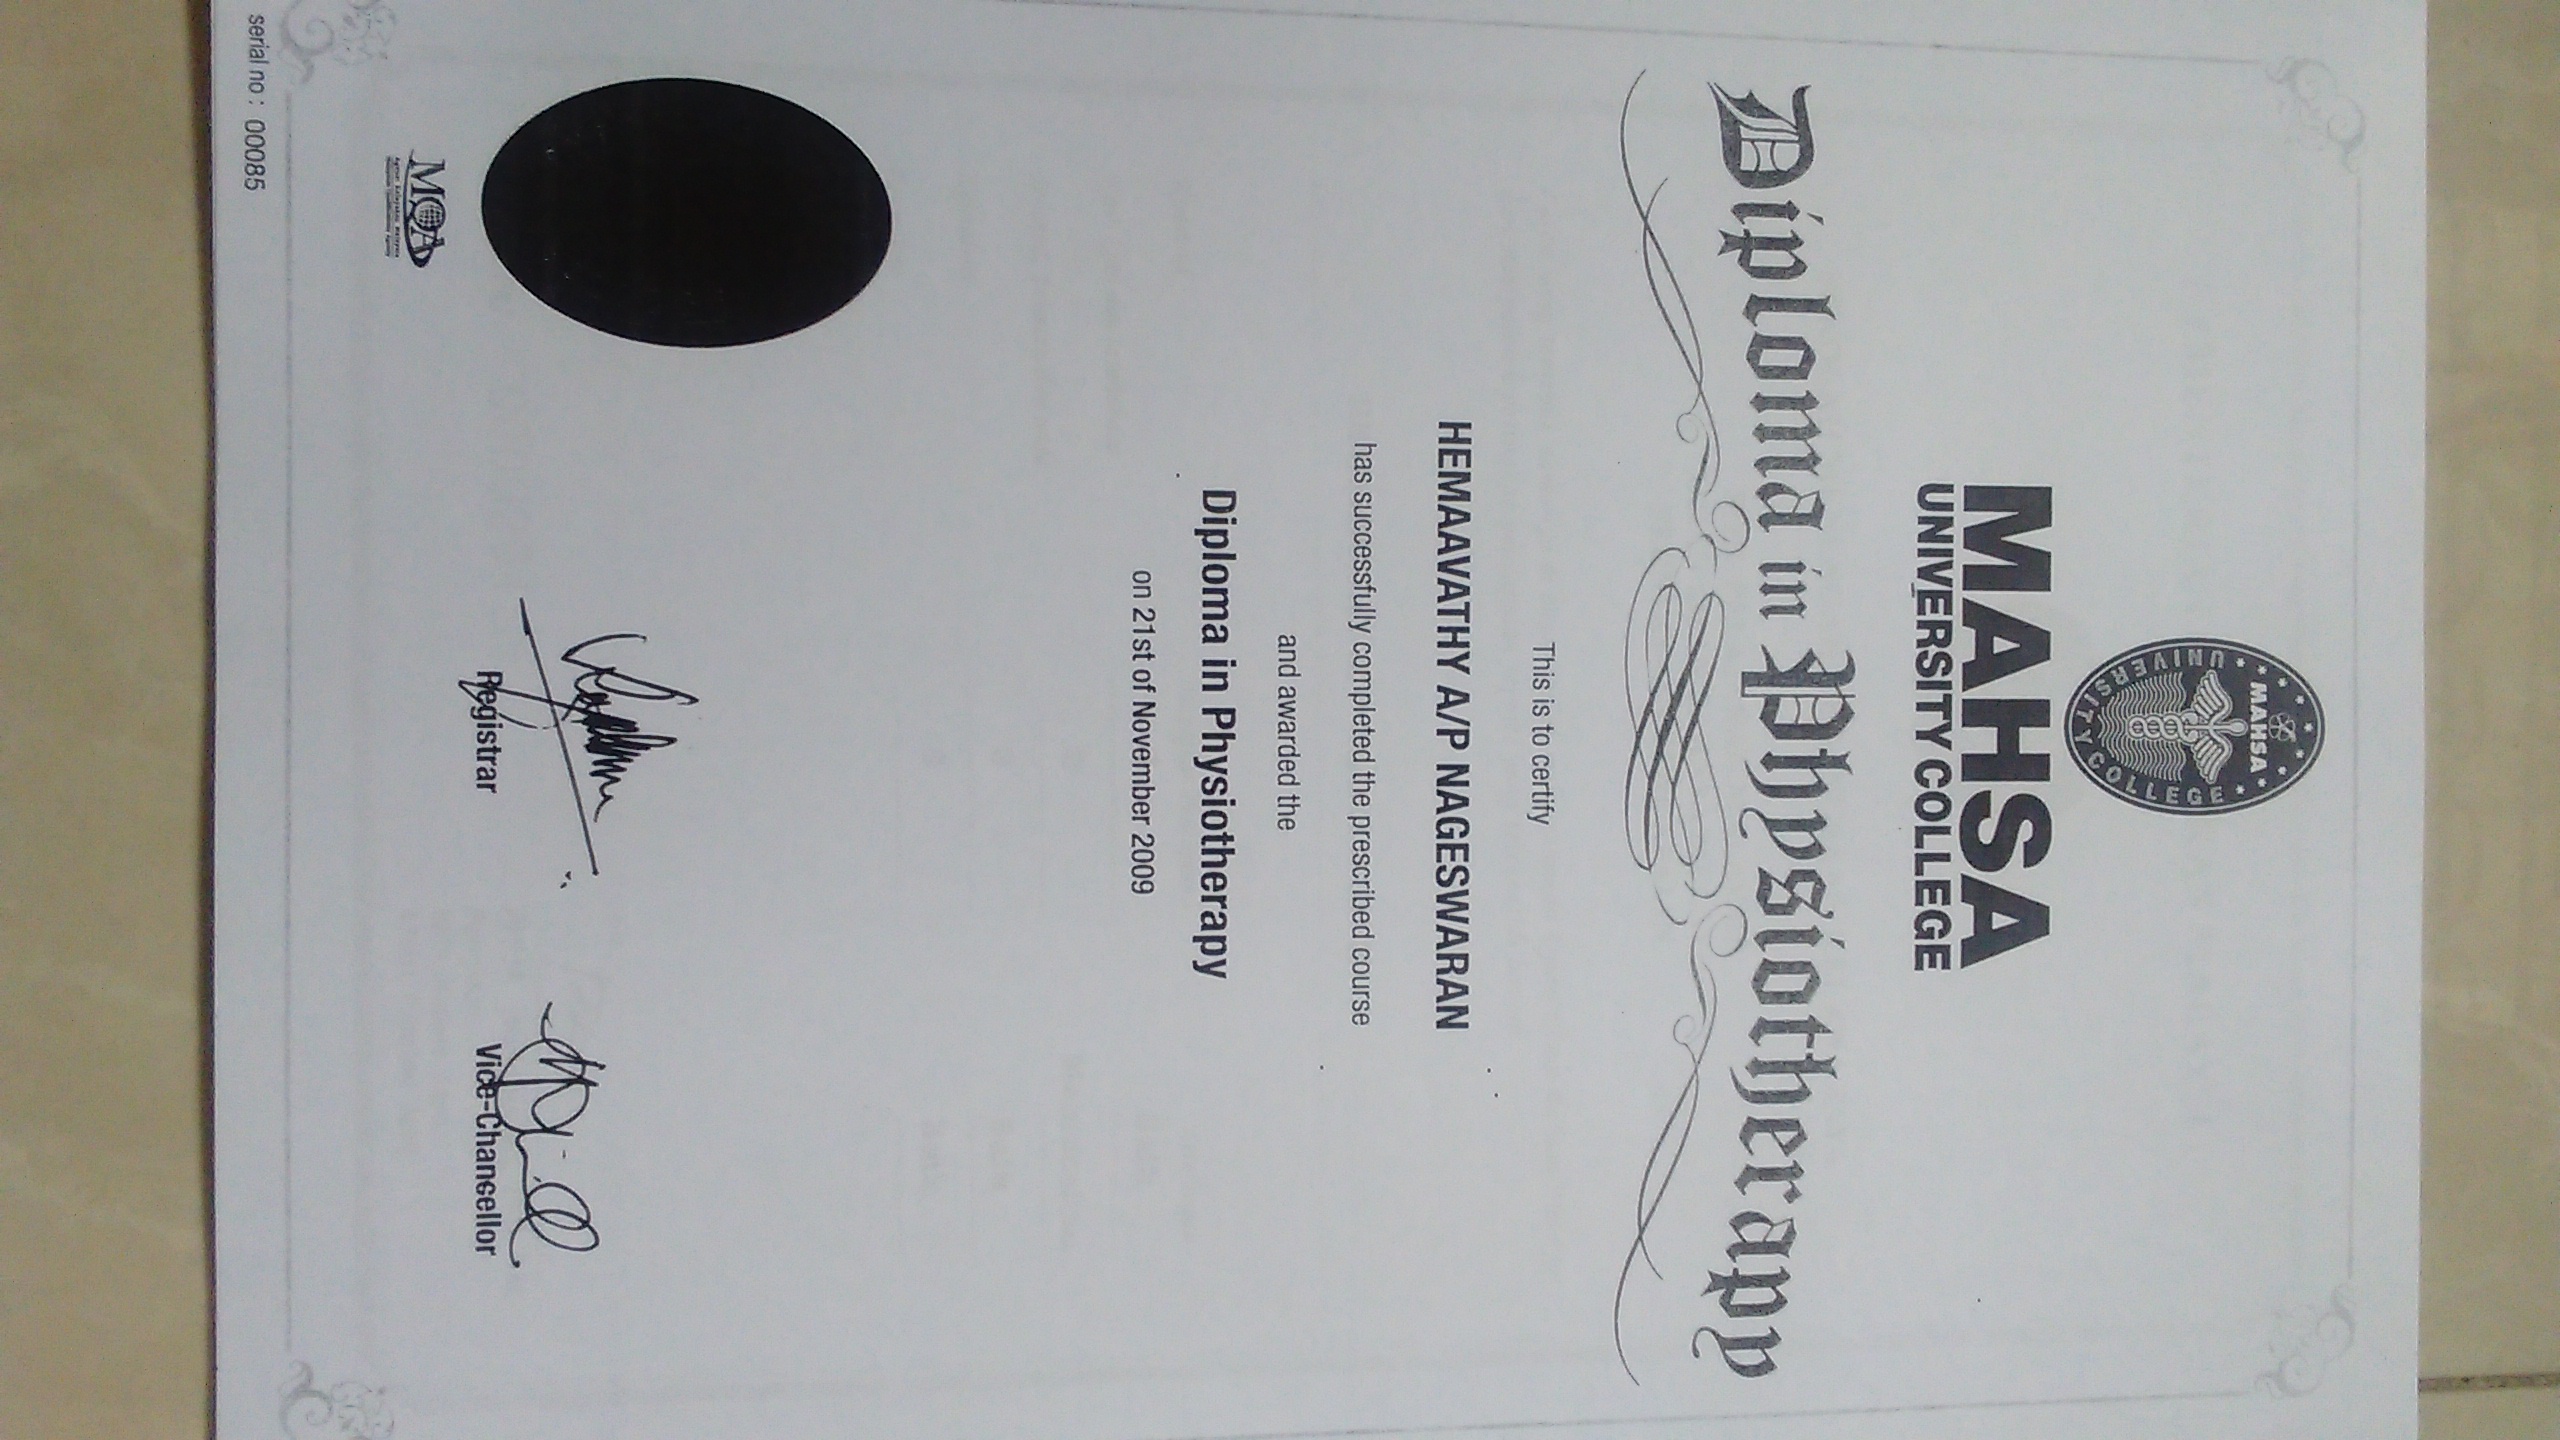 MAHSA
UNIVERSITY COLLEGE
MAHSA
UNIVERSITY COLLEGE
Diploma in Physiotherapy
This is to certify
HEMAAVATHY A/P NAGESWARAN
has successfully completed the prescribed course
and awarded the
Diploma in Physiotherapy
on 21st of November 2009
Registrar
Vice-Chancellor
MQA
serial no : 00085